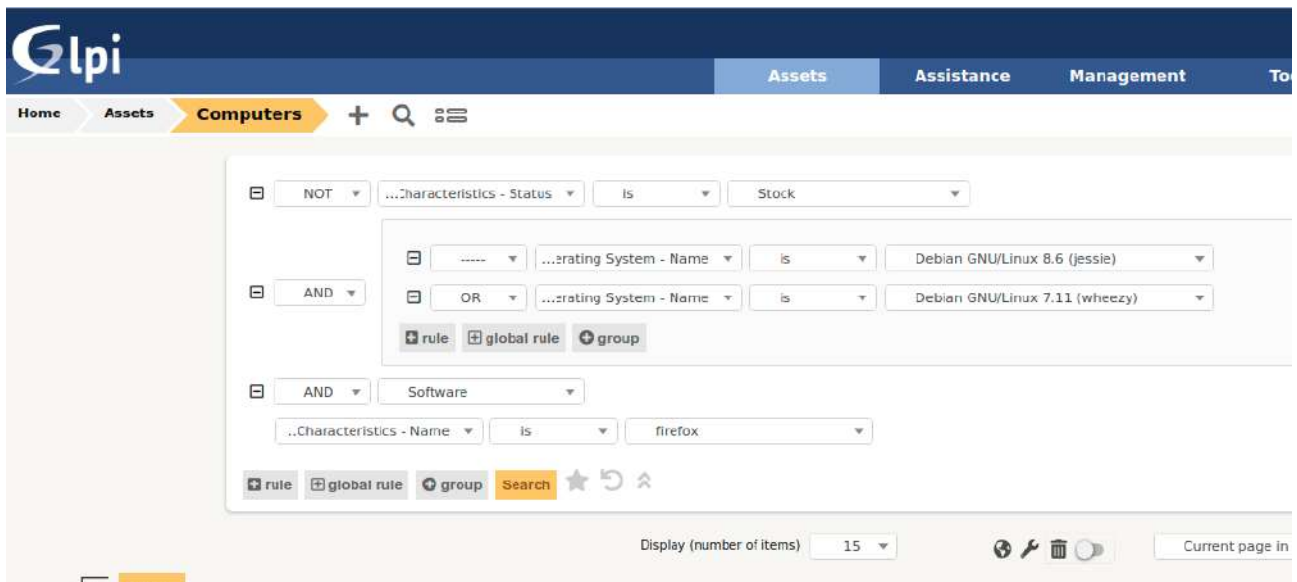 Glpi
Assets Assistance Management
Home Assets Computers
NOT ...Characteristics - Status is Stock
----- ...erating System - Name is Debian GNU/Linux 8.6 (jessie)
AND OR ...erating System - Name is Debian GNU/Linux 7.11 (wheezy)
rule global rule group
AND Software
..Characteristics - Name is firefox
rule global rule group Search
Display (number of items) 15 Current page in